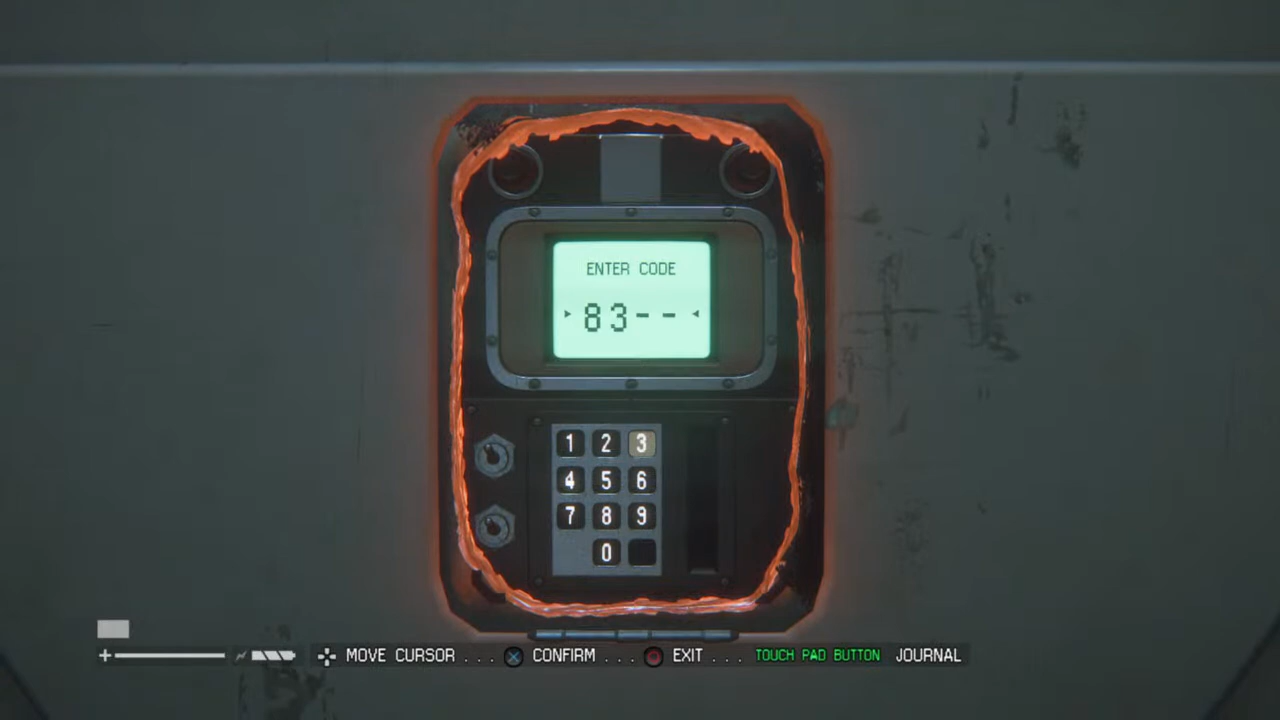 ENTER CODE
83--
1 2 3
4 5 6
7 8 9
0
MOVE CURSOR . . . CONFIRM . . . EXIT . . . TOUCH PAD BUTTON JOURNAL